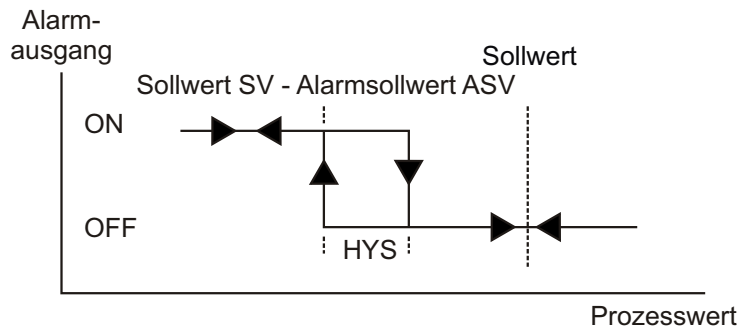 Alarm-
ausgang
Sollwert
Sollwert SV - Alarmsollwert ASV
ON
OFF
HYS
Prozesswert